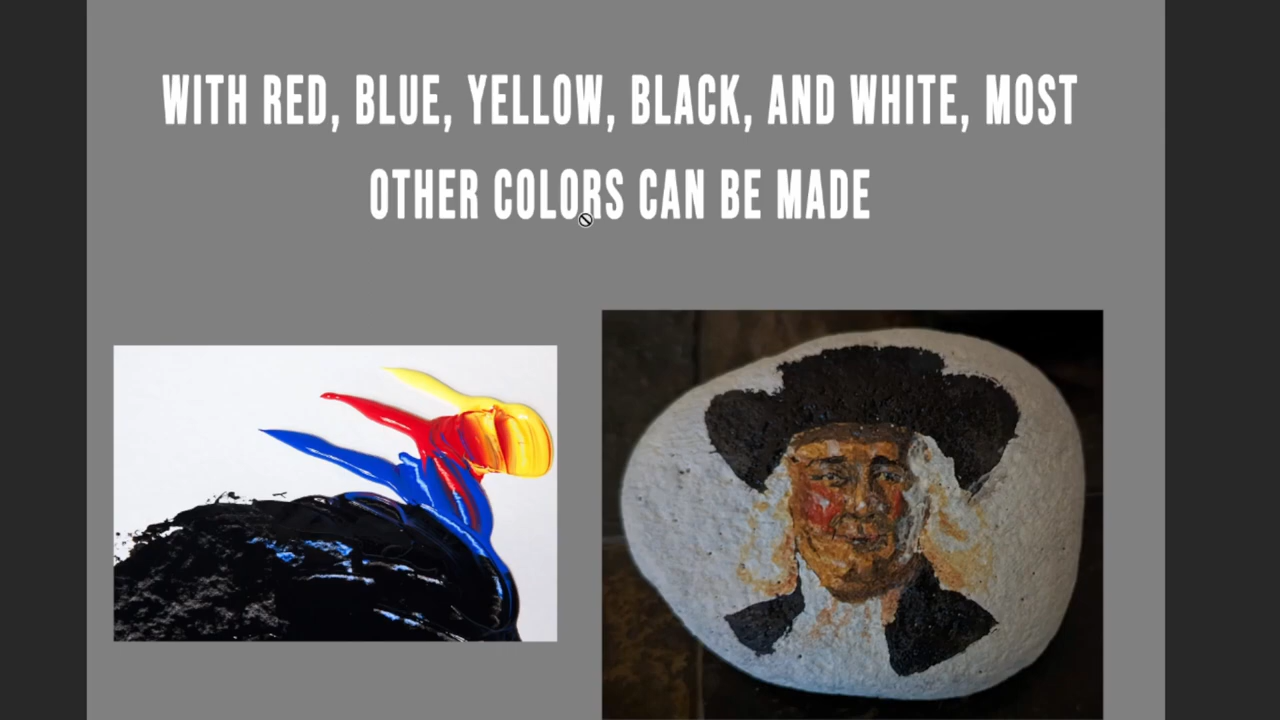 WITH RED, BLUE, YELLOW, BLACK, AND WHITE, MOST
OTHER COLORS CAN BE MADE